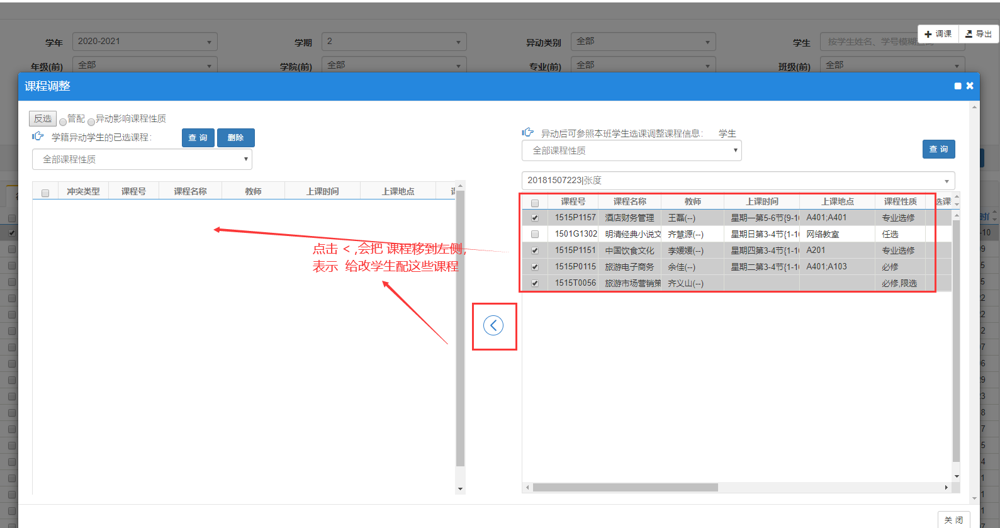 学年 2020-2021 学期 2 异动类别 全部 学生 按学生姓名、学号模糊
调课 导出
年级(前) 全部 学院(前) 全部 专业(前) 全部 班级(前) 全部
课程调整
反选 管配 异动影响课程性质
学籍异动学生的已选课程: 查 询 删除
全部课程性质
冲突类型 课程号 课程名称 教师 上课时间 上课地点
点击 < ,会把 课程移到左侧,
表示 给改学生配这些课程
异动后可参照本班学生选课调整课程信息: 学生
全部课程性质
查 询
20181507223|张度
课程号 课程名称 教师 上课时间 上课地点 课程性质 选课
1515P1157 酒店财务管理 王磊(--) 星期一第5-6节{9-1 A401;A401 专业选修
1501G1302 明清经典小说文 齐慧源(--) 星期日第3-4节{1-1 网络教室 任选
1515P1151 中国饮食文化 李媛媛(--) 星期四第3-4节{1-1 A201 专业选修
1515P0115 旅游电子商务 余佳(--) 星期二第3-4节{1-1 A401;A103 必修
1515T0056 旅游市场营销策 齐义山(--) 必修,限选
关 闭